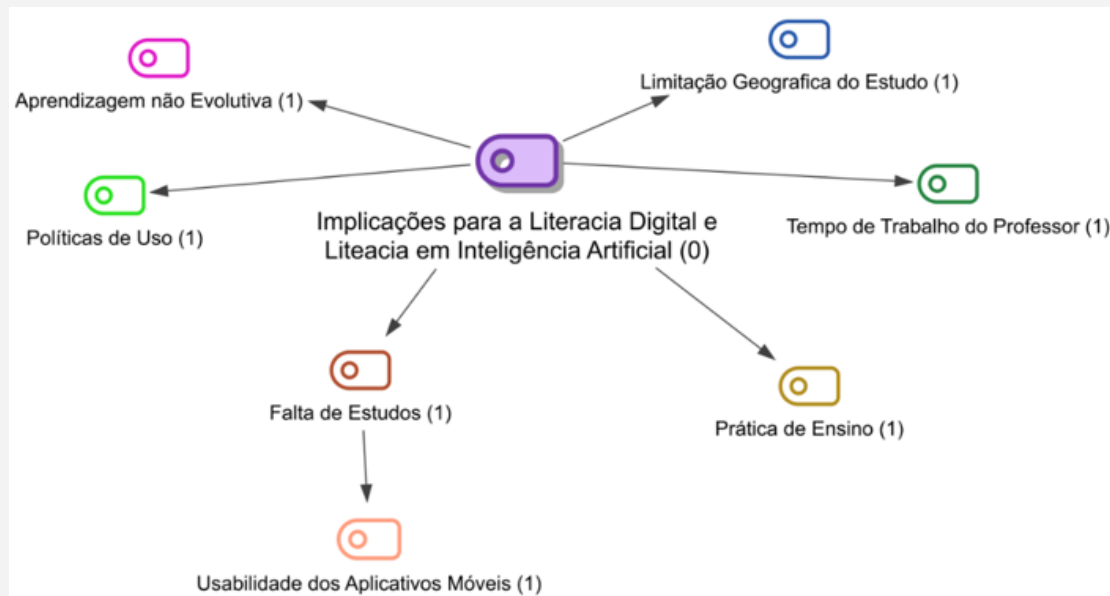 Limitação Geografica do Estudo (1)
Aprendizagem não Evolutiva (1)
Implicações para a Literacia Digital e
Liteacia em Inteligência Artificial (0)
Tempo de Trabalho do Professor (1)
Políticas de Uso (1)
Falta de Estudos (1)
Prática de Ensino (1)
Usabilidade dos Aplicativos Móveis (1)